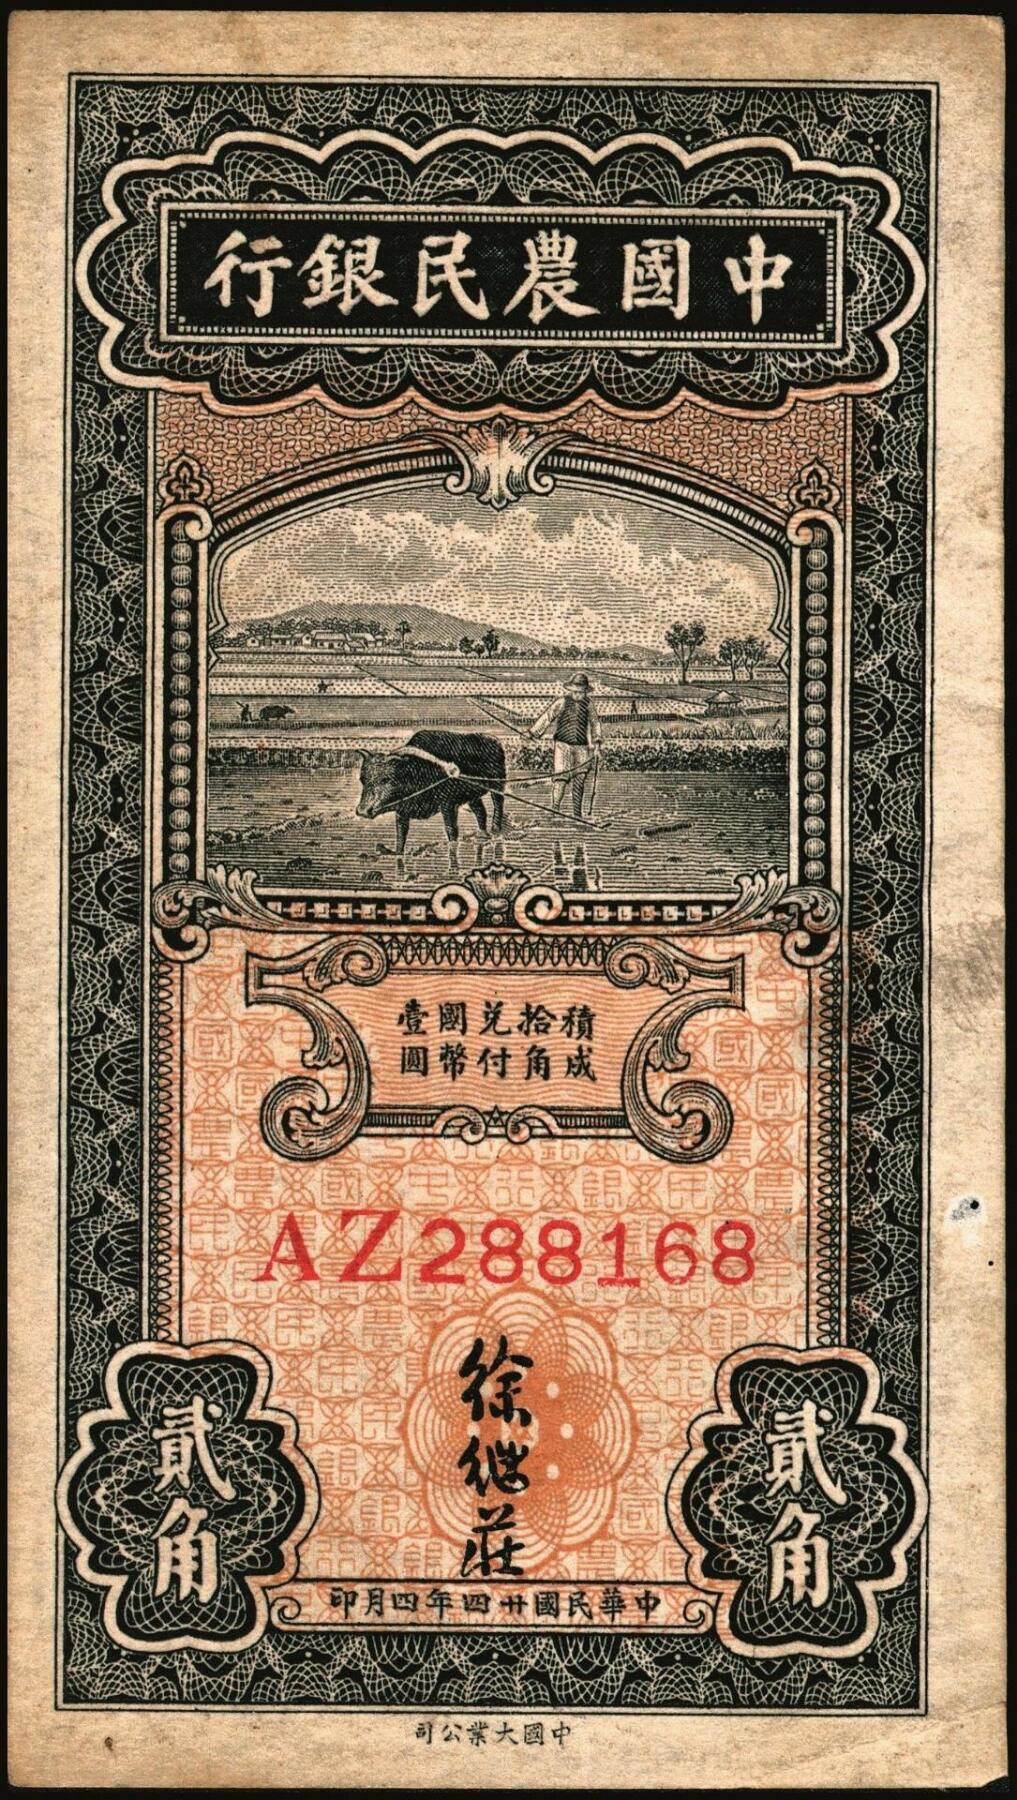 中國農民銀行
積成
拾角
兌付
國幣
壹圓
AZ288168
徐继莊
貳角
貳角
中華民國廿四年四月印
中國大業公司